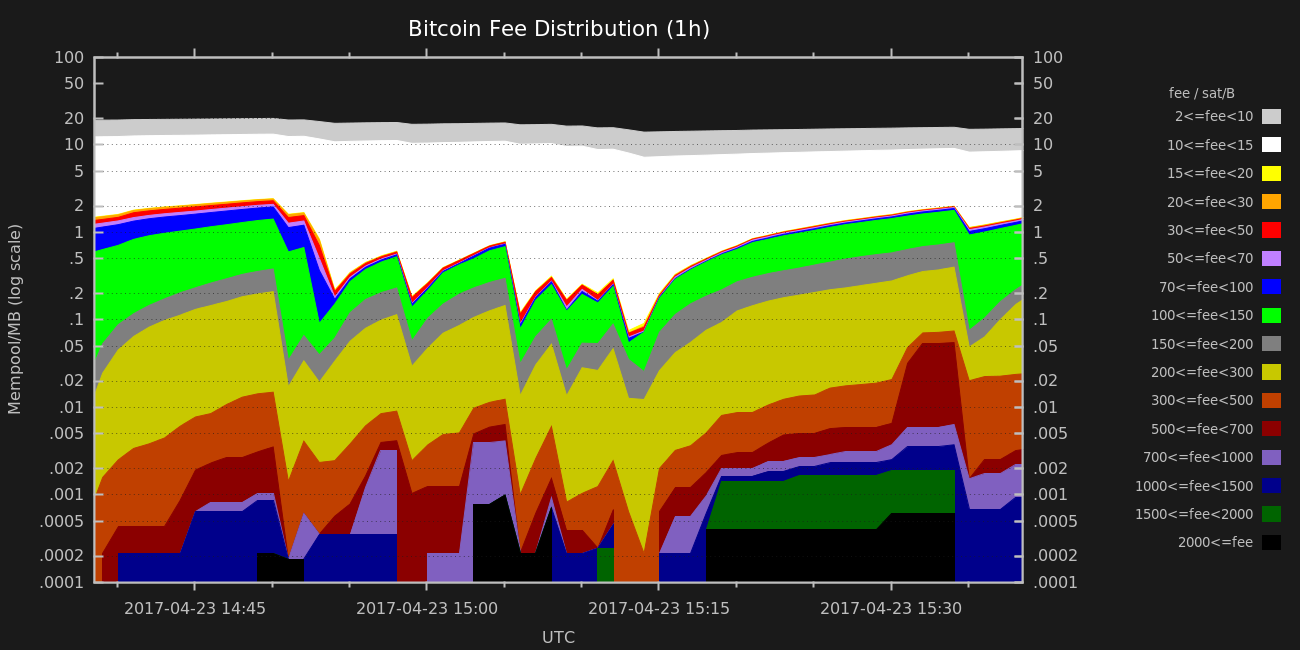 Bitcoin Fee Distribution (1h)
Mempool/MB (log scale)
100
50
20
10
5
2
1
.5
.2
.1
.05
.02
.01
.005
.002
.001
.0005
.0002
.0001
100
50
20
10
5
2
1
.5
.2
.1
.05
.02
.01
.005
.002
.001
.0005
.0002
.0001
fee / sat/B
2<=fee<10
10<=fee<15
15<=fee<20
20<=fee<30
30<=fee<50
50<=fee<70
70<=fee<100
100<=fee<150
150<=fee<200
200<=fee<300
300<=fee<500
500<=fee<700
700<=fee<1000
1000<=fee<1500
1500<=fee<2000
2000<=fee
2017-04-23 14:45
2017-04-23 15:00
2017-04-23 15:15
2017-04-23 15:30
UTC